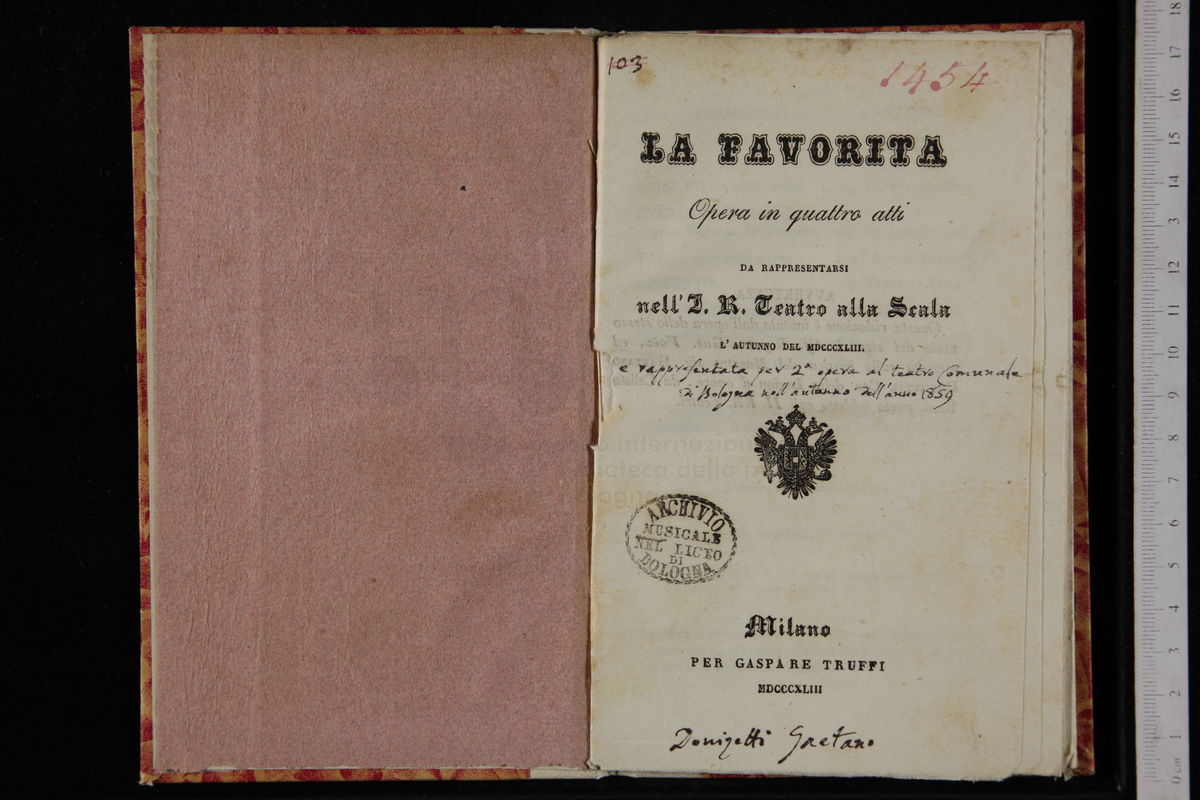 103
1454
LA FAVORITA
Opera in quattro atti
DA RAPPRESENTARSI
nell' I. R. Teatro alla Scala
L' AUTUNNO DEL MDCCCXLIII.
e rappresentata per 2ª opera al teatro Comunale
di Bologna nell'autunno dell'anno 1859
ARCHIVIO
MUSICALE
NEL LICEO
DI
BOLOGNA
Milano
PER GASPARE TRUFFI
MDCCCXLIII
Donizetti Gaetano